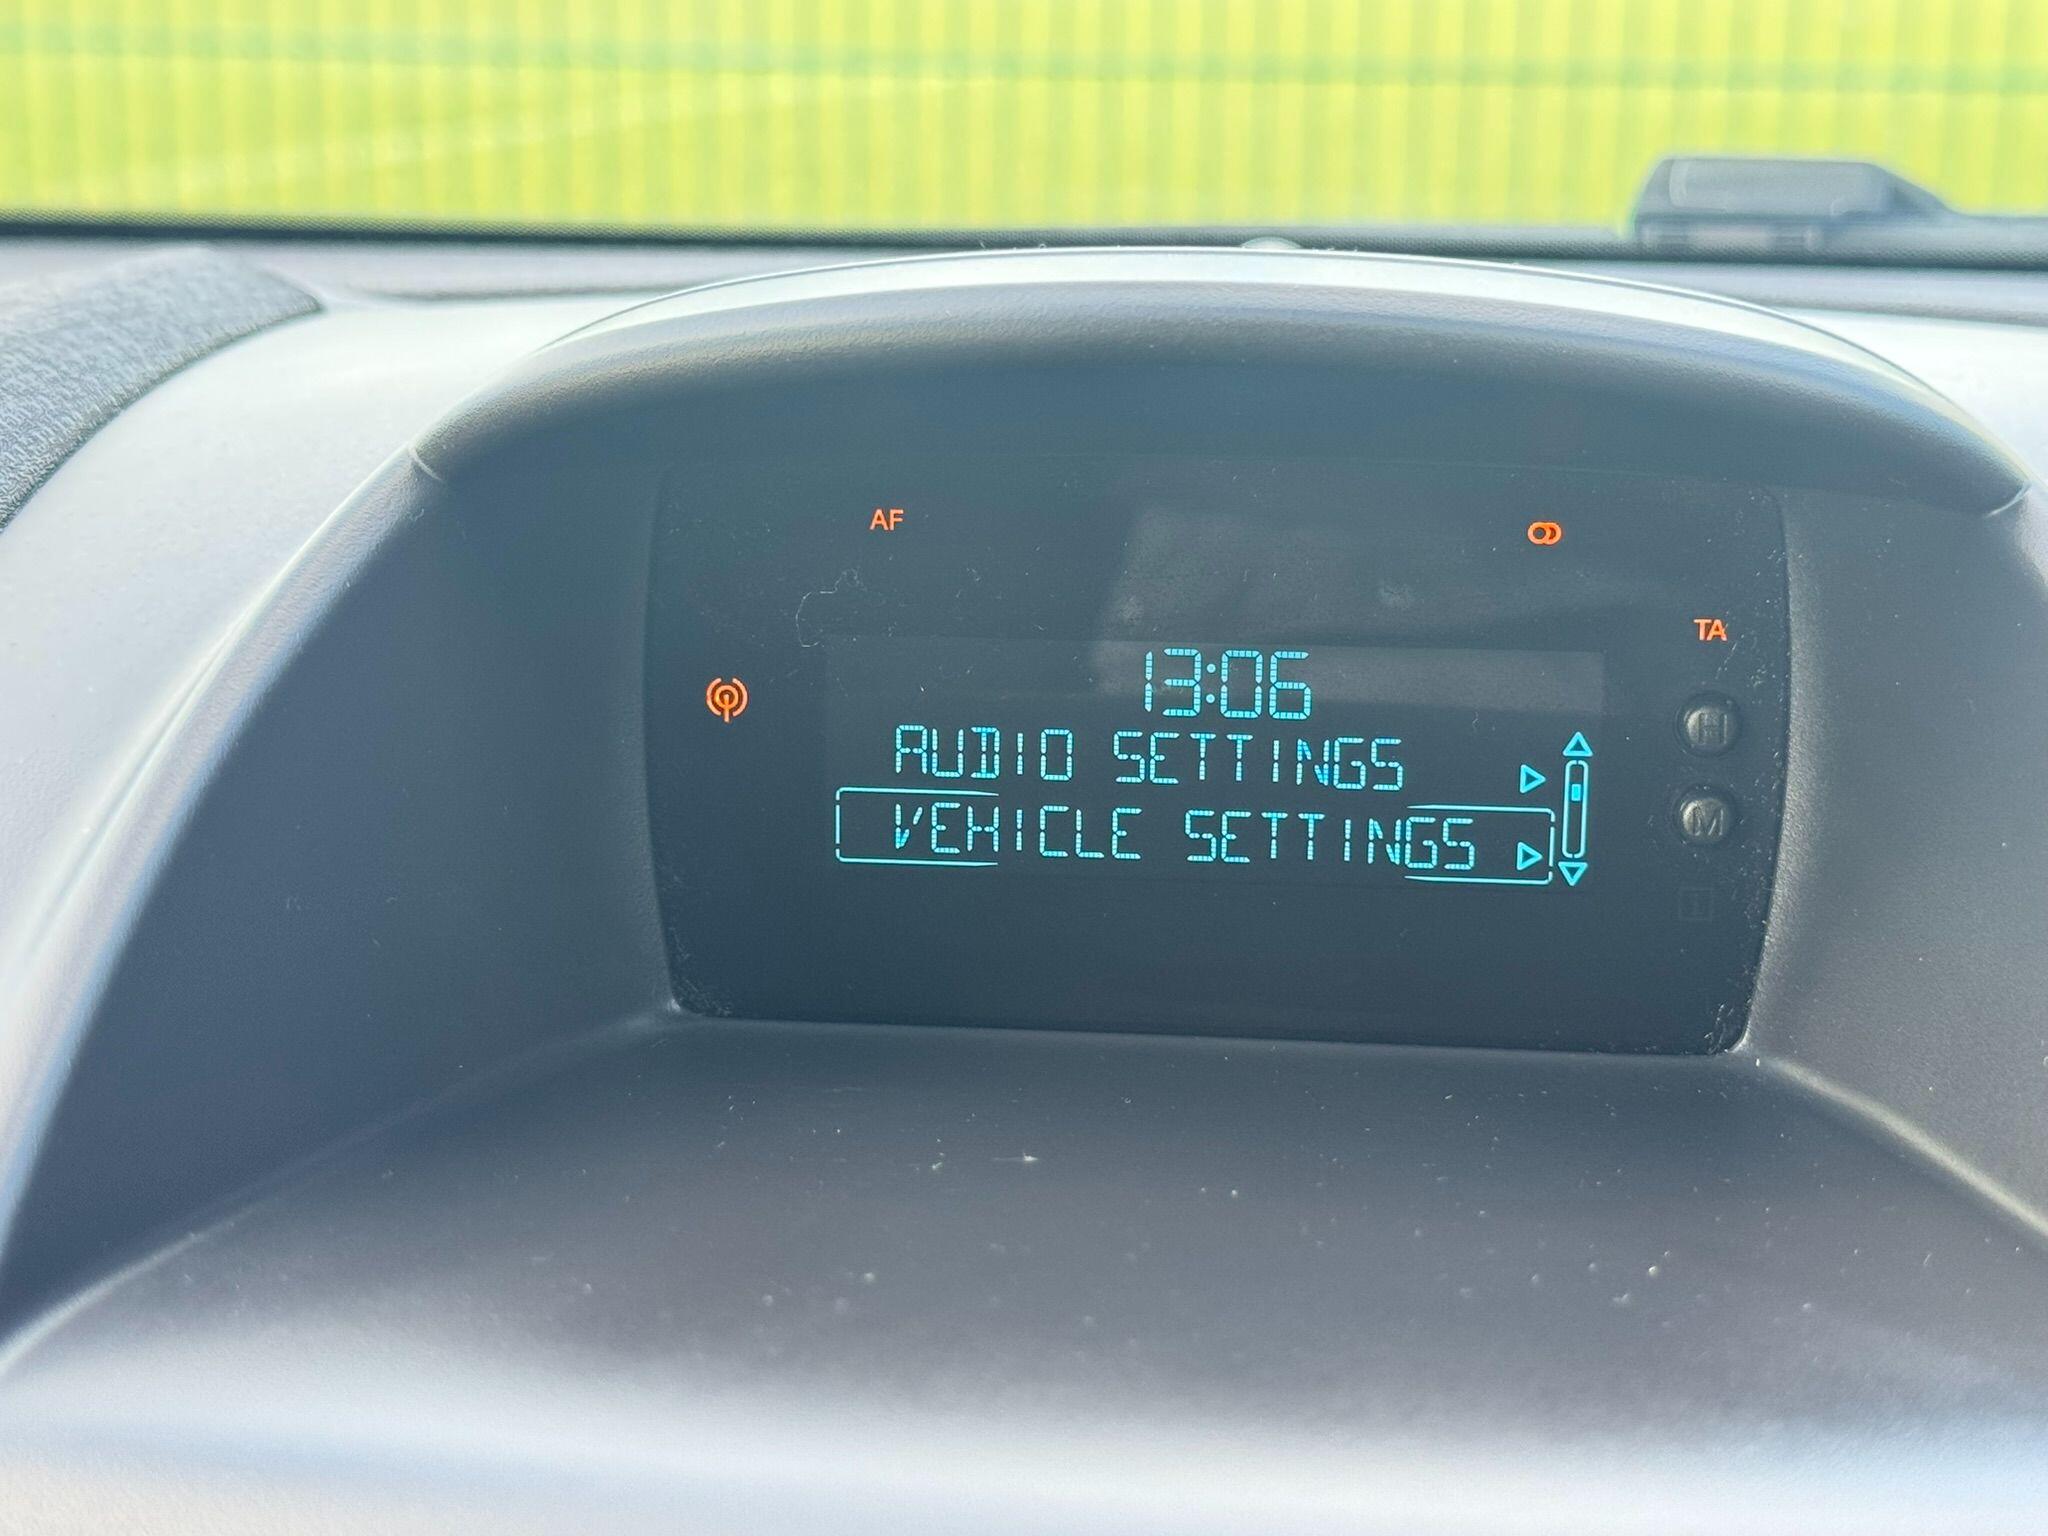 AF
TA
13:06
AUDIO SETTINGS
H
VEHICLE SETTINGS
M